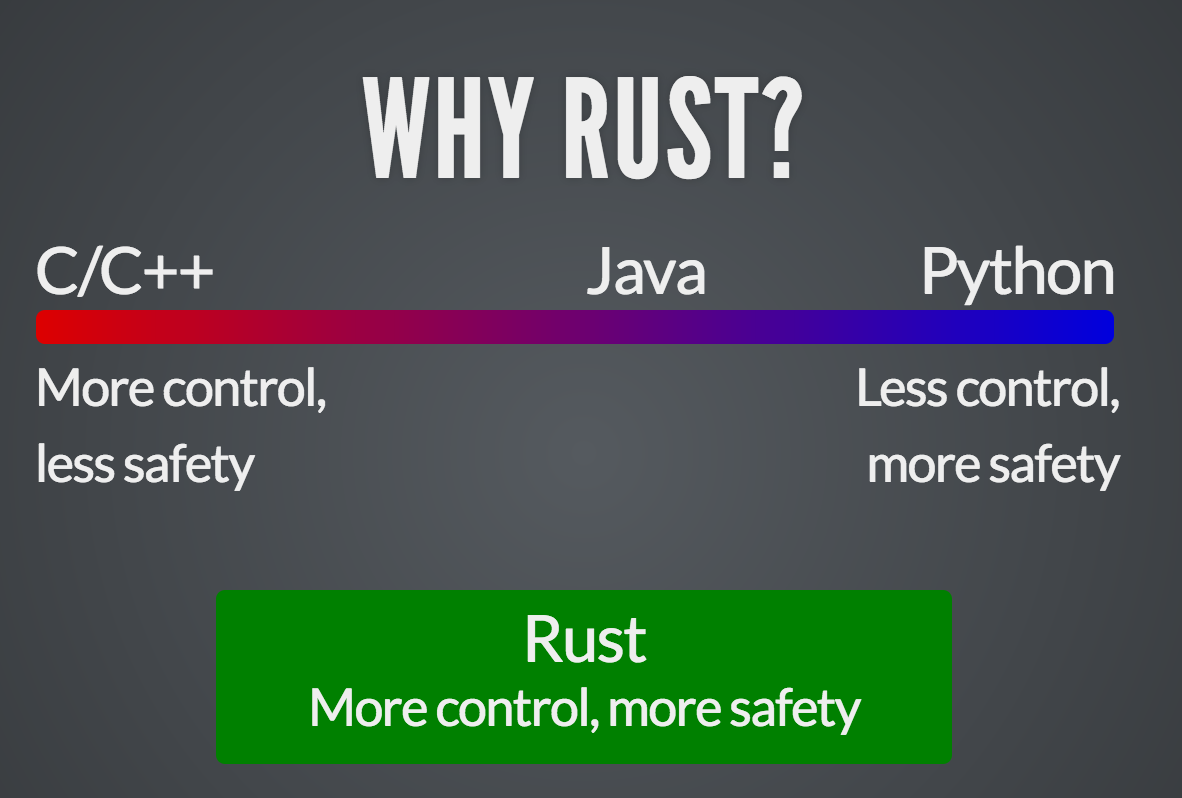 WHY RUST?
C/C++ Java Python
More control,
less safety
Less control,
more safety
Rust
More control, more safety